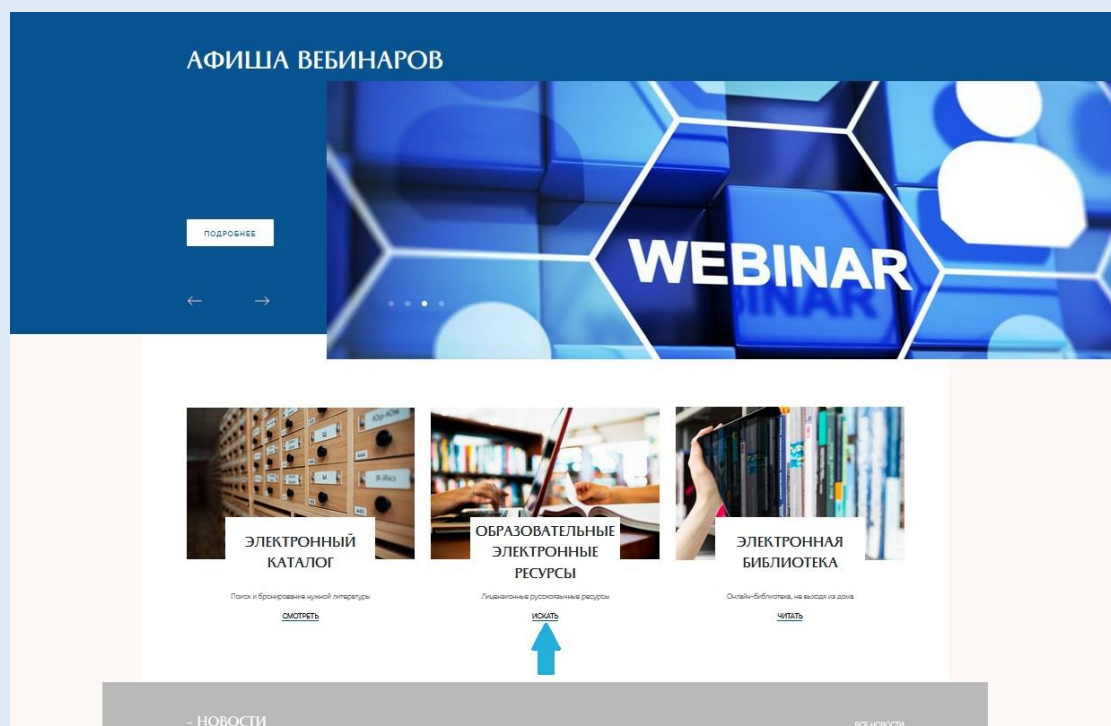 АФИША ВЕБИНАРОВ
ПОДРОБНЕЕ
WEBINAR
ЭЛЕКТРОННЫЙ
КАТАЛОГ
Поиск и бронирование нужной литературы
СМОТРЕТЬ
ОБРАЗОВАТЕЛЬНЫЕ
ЭЛЕКТРОННЫЕ
РЕСУРСЫ
Лицензионные русскоязычные ресурсы
ИСКАТЬ
ЭЛЕКТРОННАЯ
БИБЛИОТЕКА
Онлайн-библиотека, не выходя из дома
ЧИТАТЬ
- НОВОСТИ
ВСЕ НОВОСТИ